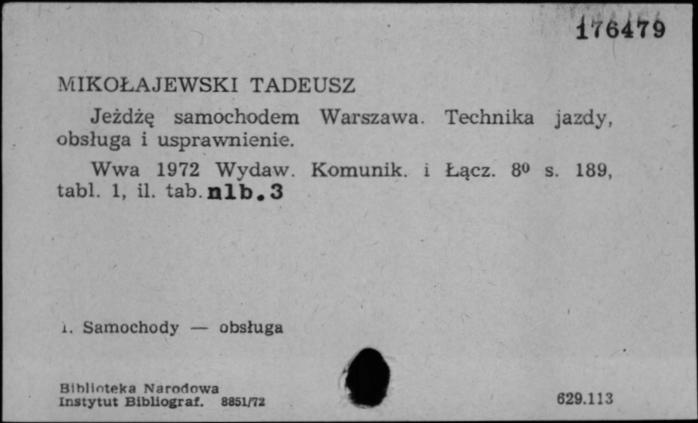 176479
MIKOŁAJEWSKI TADEUSZ
Jeżdżę samochodem Warszawa. Technika jazdy,
obsługa i usprawnienie.
Wwa 1972 Wydaw. Komunik. i Łącz. 8⁰ s. 189,
tabl. 1, il. tab. nlb. 3
1. Samochody — obsługa
Biblioteka Narodowa
Instytut Bibliograf. 8851/72
629.113